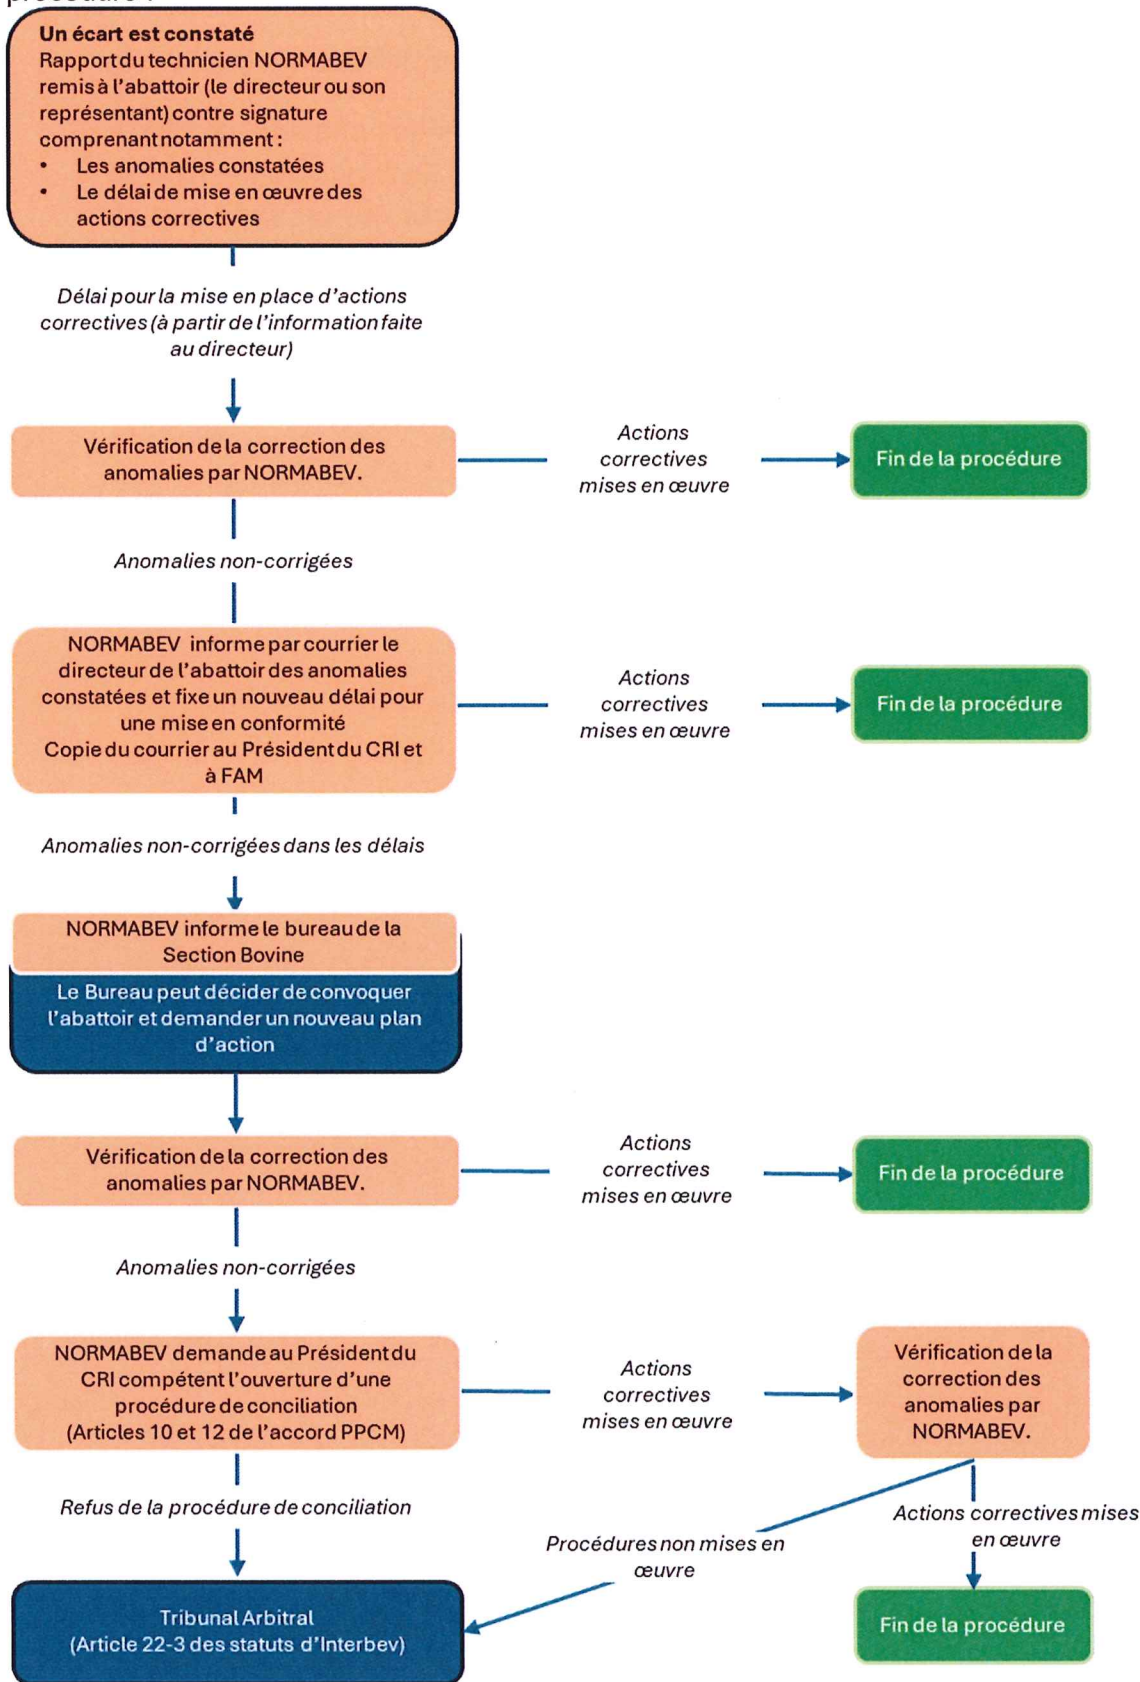 procédure :
Un écart est constaté
Rapport du technicien NORMABEV
remis à l'abattoir (le directeur ou son
représentant) contre signature
comprenant notamment :
• Les anomalies constatées
• Le délai de mise en œuvre des
actions correctives
Délai pour la mise en place d'actions
correctives (à partir de l'information faite
au directeur)
Vérification de la correction des
anomalies par NORMABEV.
Actions
correctives
mises en œuvre
Fin de la procédure
Anomalies non-corrigées
NORMABEV informe par courrier le
directeur de l'abattoir des anomalies
constatées et fixe un nouveau délai pour
une mise en conformité
Copie du courrier au Président du CRI et
à FAM
Actions
correctives
mises en œuvre
Fin de la procédure
Anomalies non-corrigées dans les délais
NORMABEV informe le bureau de la
Section Bovine
Le Bureau peut décider de convoquer
l'abattoir et demander un nouveau plan
d'action
Vérification de la correction des
anomalies par NORMABEV.
Actions
correctives
mises en œuvre
Fin de la procédure
Anomalies non-corrigées
NORMABEV demande au Président du
CRI compétent l'ouverture d'une
procédure de conciliation
(Articles 10 et 12 de l'accord PPCM)
Actions
correctives
mises en œuvre
Vérification de la
correction des
anomalies par
NORMABEV.
Refus de la procédure de conciliation
Procédures non mises en
œuvre
Actions correctives mises
en œuvre
Tribunal Arbitral
(Article 22-3 des statuts d'Interbev)
Fin de la procédure